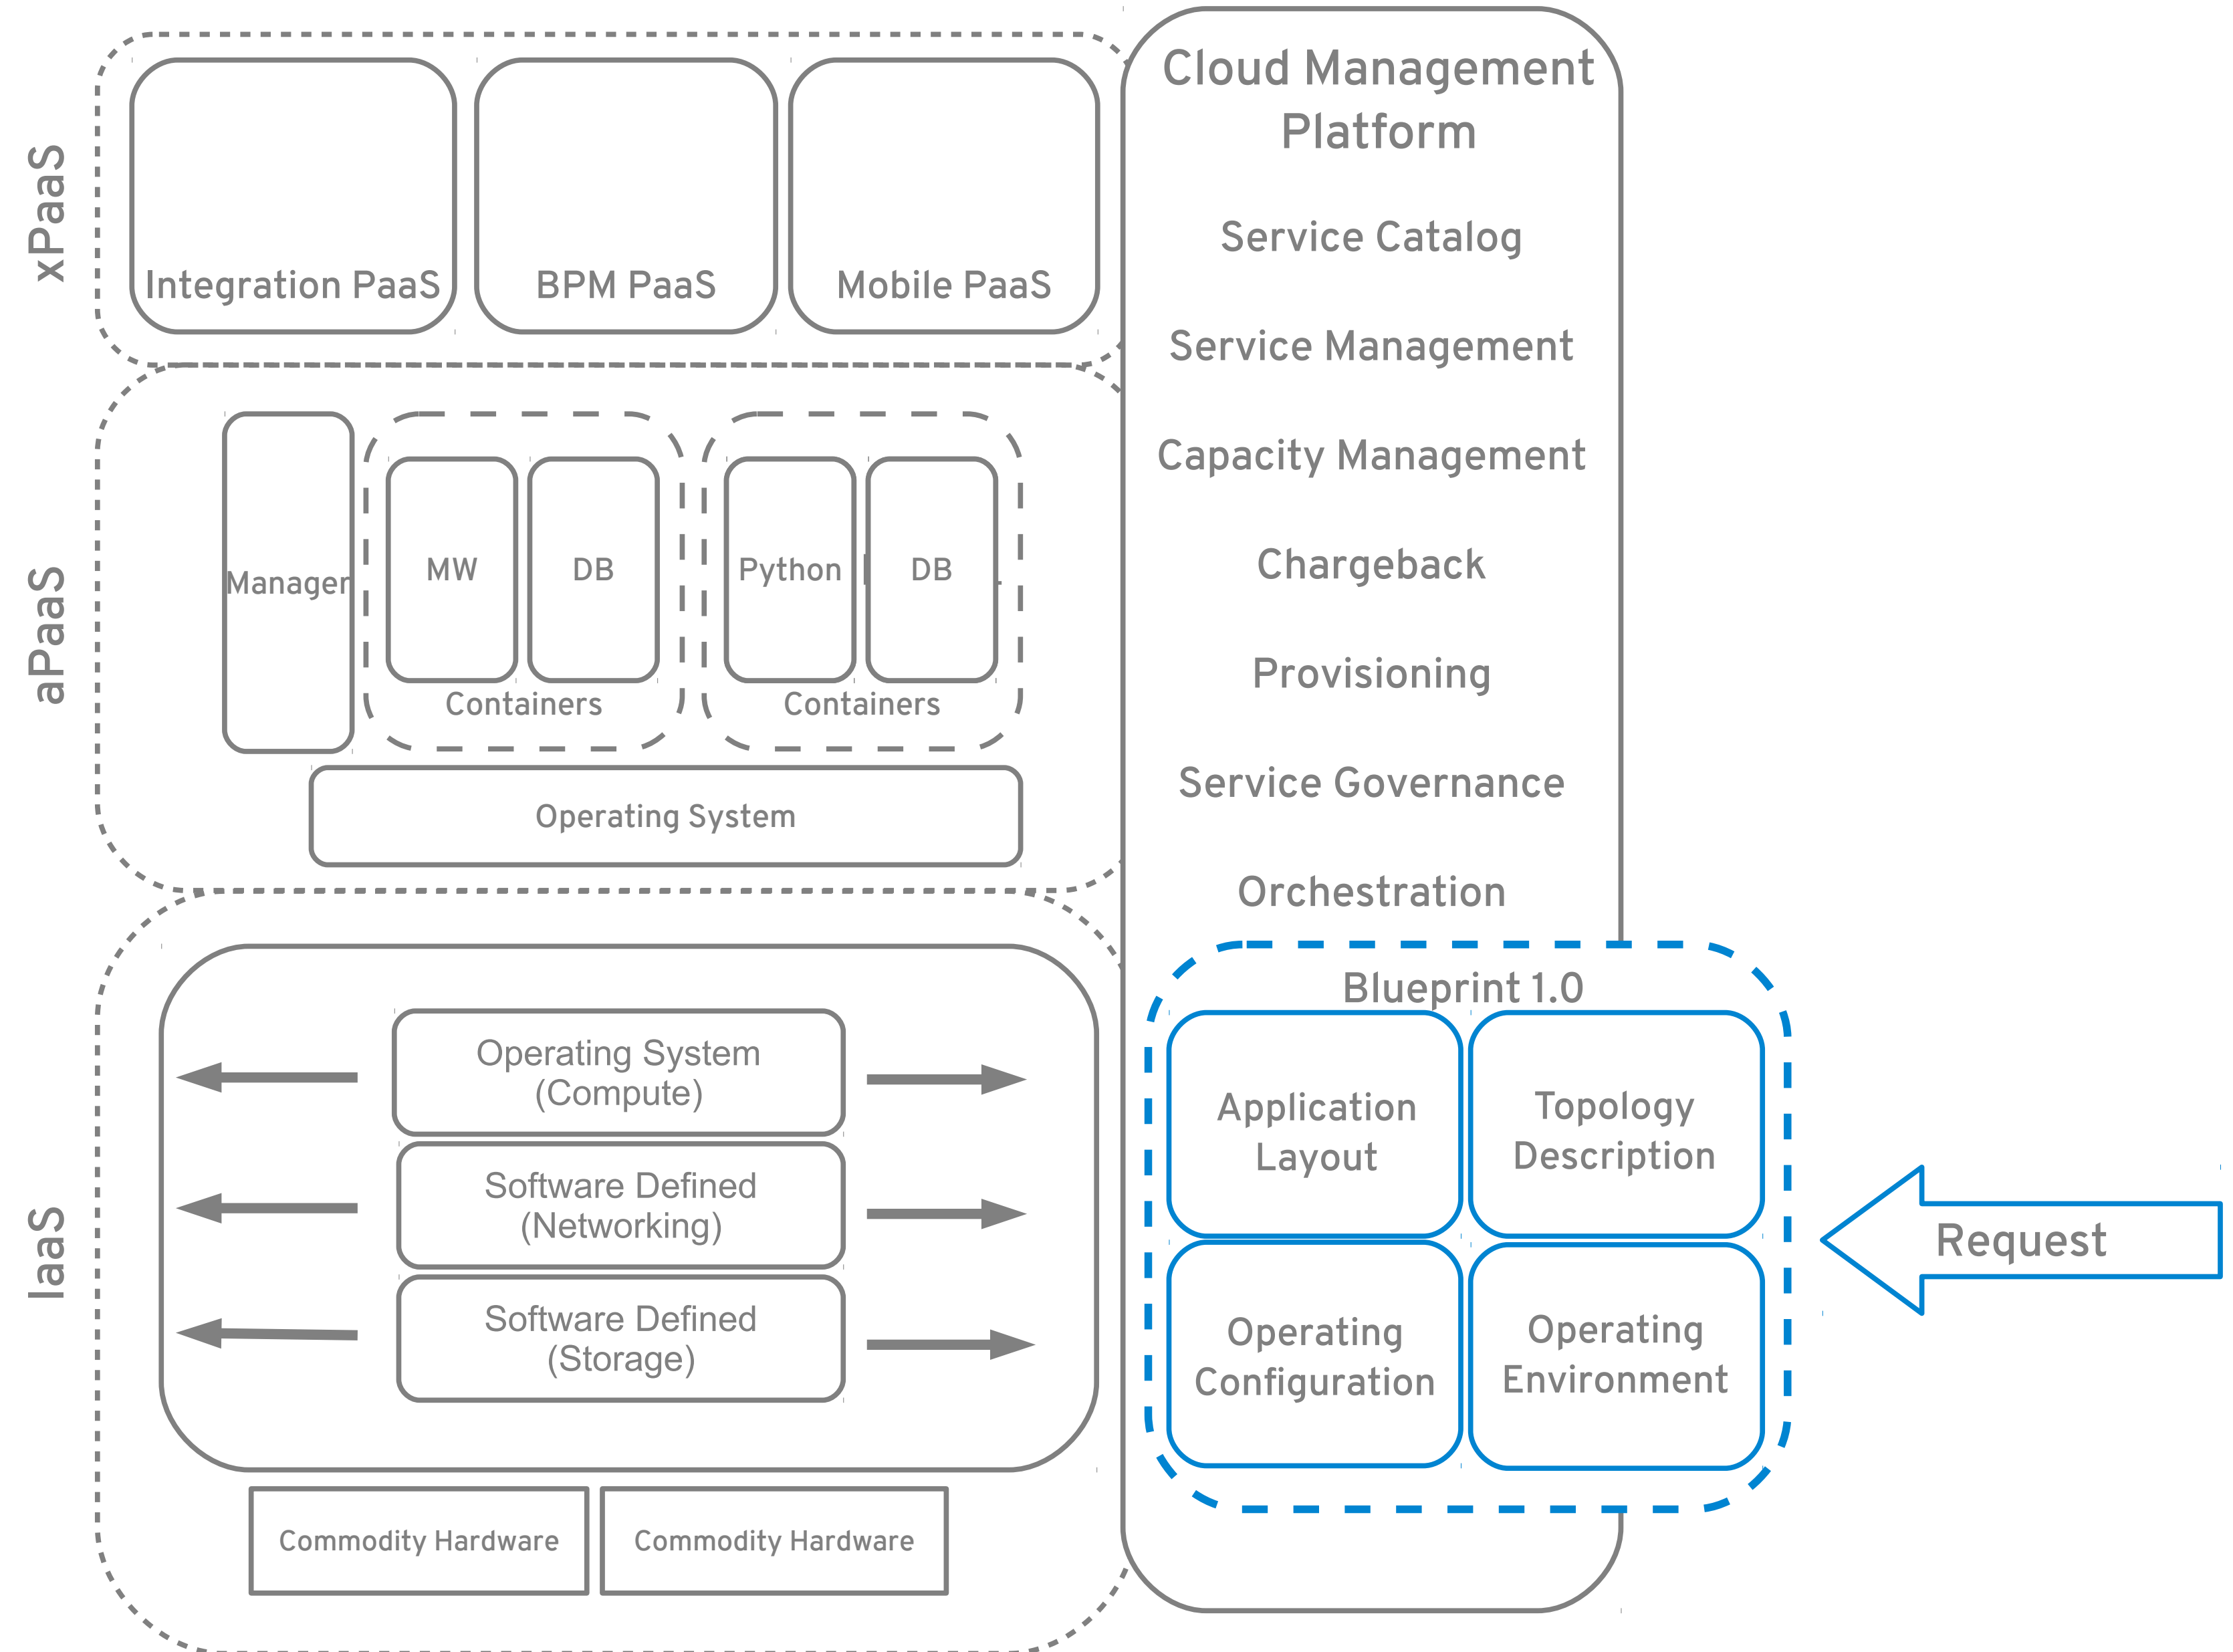 xPaaS
Integration PaaS
BPM PaaS
Mobile PaaS
aPaaS
Manager
MW
DB
Containers
Python
DB
Containers
Operating System
IaaS
Operating System
(Compute)
Software Defined
(Networking)
Software Defined
(Storage)
Commodity Hardware
Commodity Hardware
Cloud Management
Platform
Service Catalog
Service Management
Capacity Management
Chargeback
Provisioning
Service Governance
Orchestration
Blueprint 1.0
Application
Layout
Topology
Description
Operating
Configuration
Operating
Environment
Request